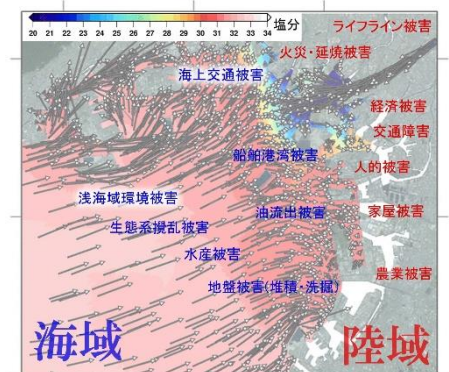 20 21 22 23 24 25 26 27 28 29 30 31 32 33 34
塩分
ライフライン被害
火災・延焼被害
海上交通被害
経済被害
交通障害
船舶港湾被害
人的被害
浅海域環境被害
油流出被害
家屋被害
生態系擾乱被害
水産被害
農業被害
地盤被害(堆積・洗掘)
海域
陸域